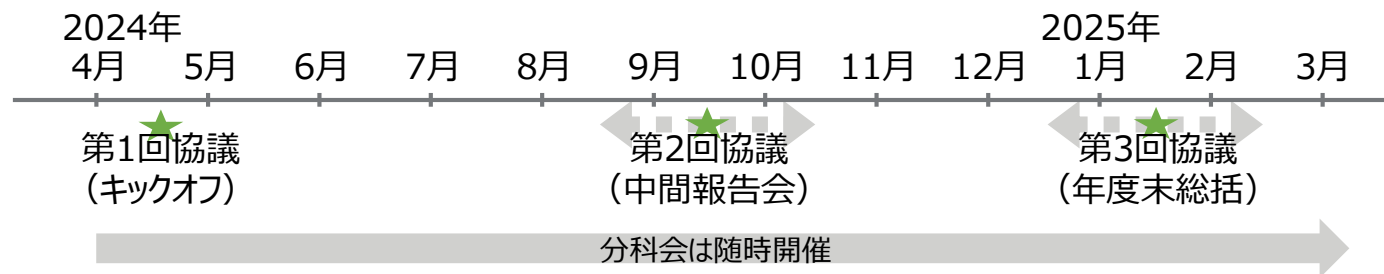 2024年 2025年
4月 5月 6月 7月 8月 9月 10月 11月 12月 1月 2月 3月
第1回協議 第2回協議 第3回協議
（キックオフ） （中間報告会） （年度末総括）
分科会は随時開催